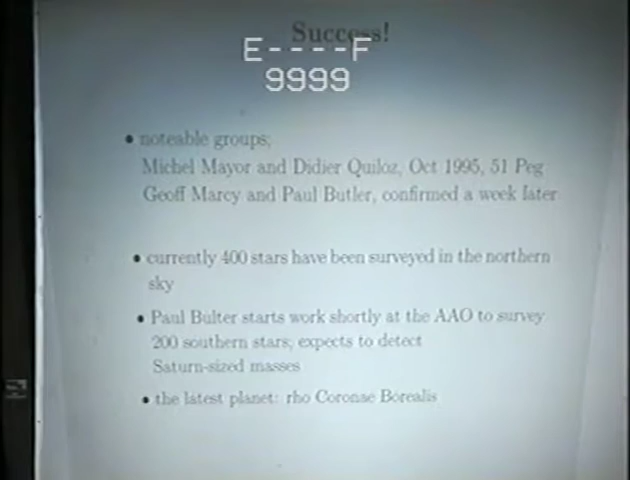 Success!
E----F
9999
• noteable groups;
Michel Mayor and Didier Quiloz, Oct 1995, 51 Peg
Geoff Marcy and Paul Butler, confirmed a week later
• currently 400 stars have been surveyed in the northern
sky
• Paul Bulter starts work shortly at the AAO to survey
200 southern stars; expects to detect
Saturn-sized masses
• the latest planet: rho Coronae Borealis